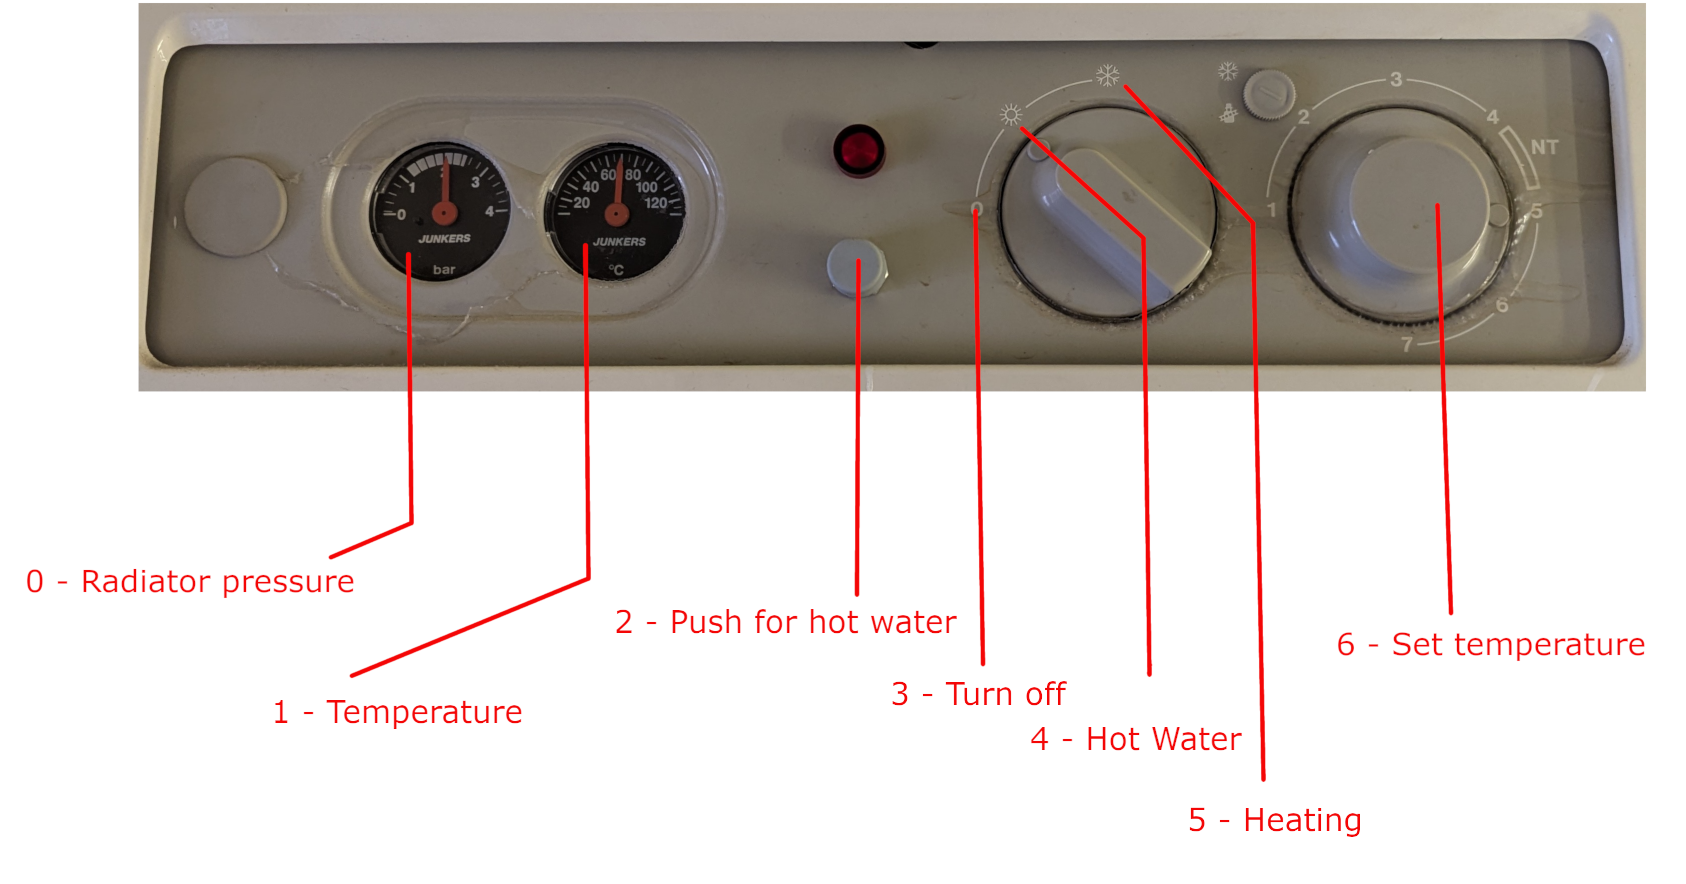 0 1 2 3 4
JUNKERS
bar
20 40 60 80 100 120
JUNKERS
°C
0
1 2 3 4 5 6 7
NT
0 - Radiator pressure
1 - Temperature
2 - Push for hot water
3 - Turn off
4 - Hot Water
5 - Heating
6 - Set temperature